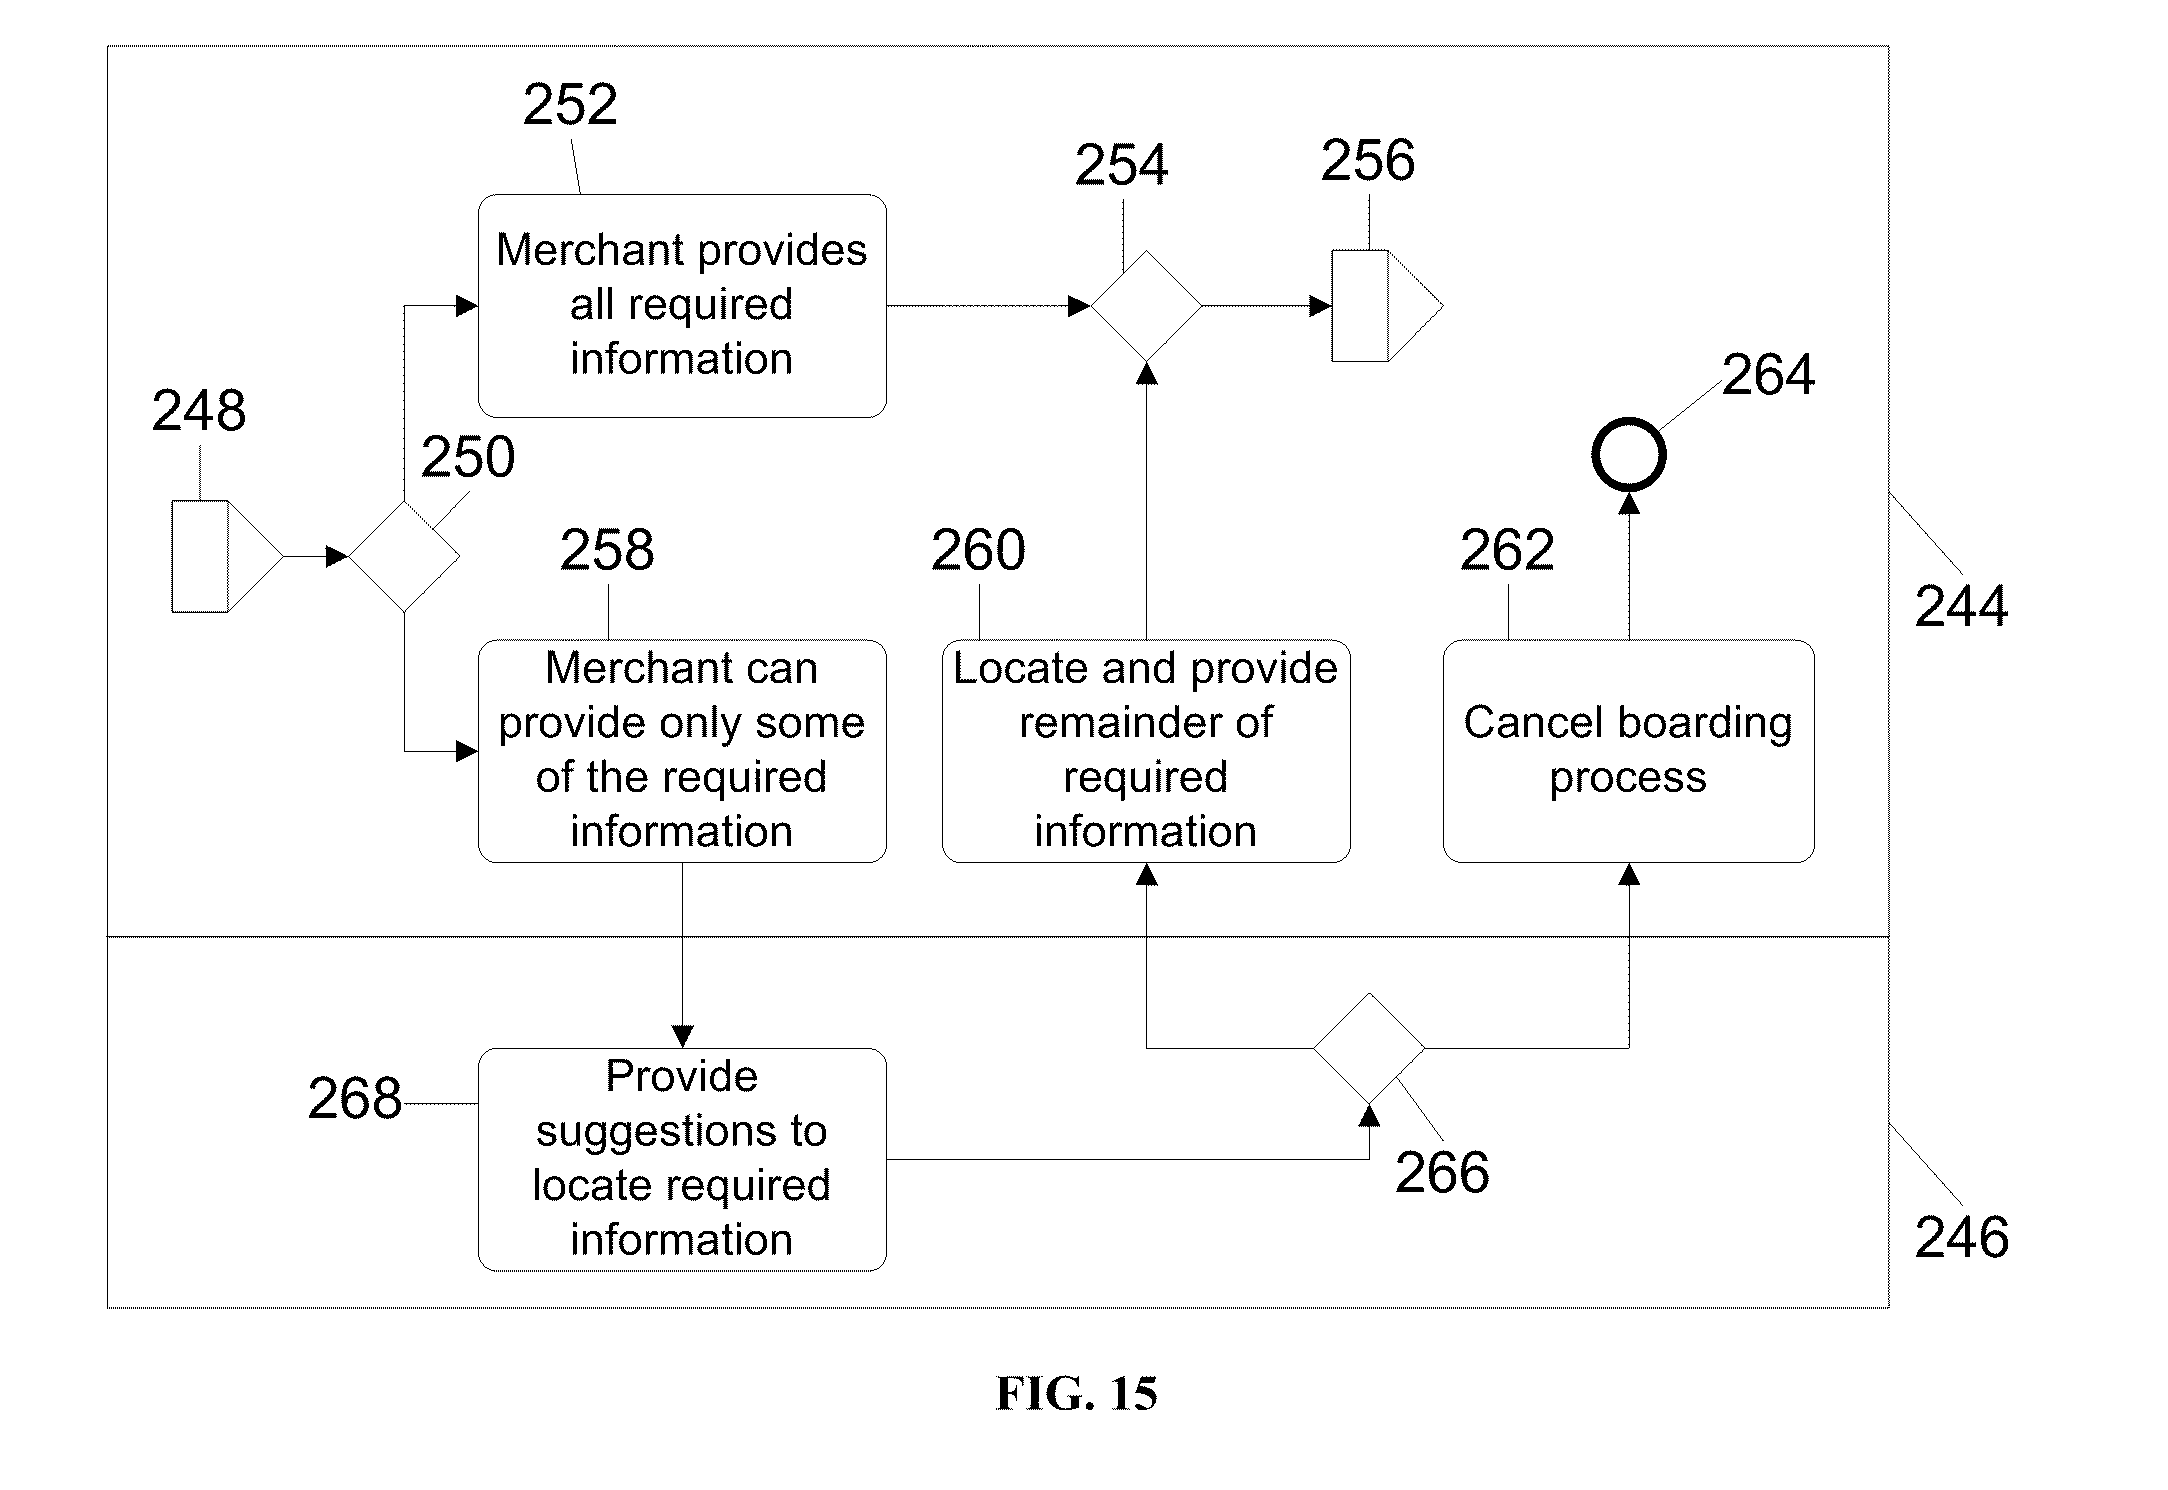 252
Merchant provides
all required
information
254
256
264
248
250
258
Merchant can
provide only some
of the required
information
260
Locate and provide
remainder of
required
information
262
Cancel boarding
process
244
268
Provide
suggestions to
locate required
information
266
246
FIG. 15